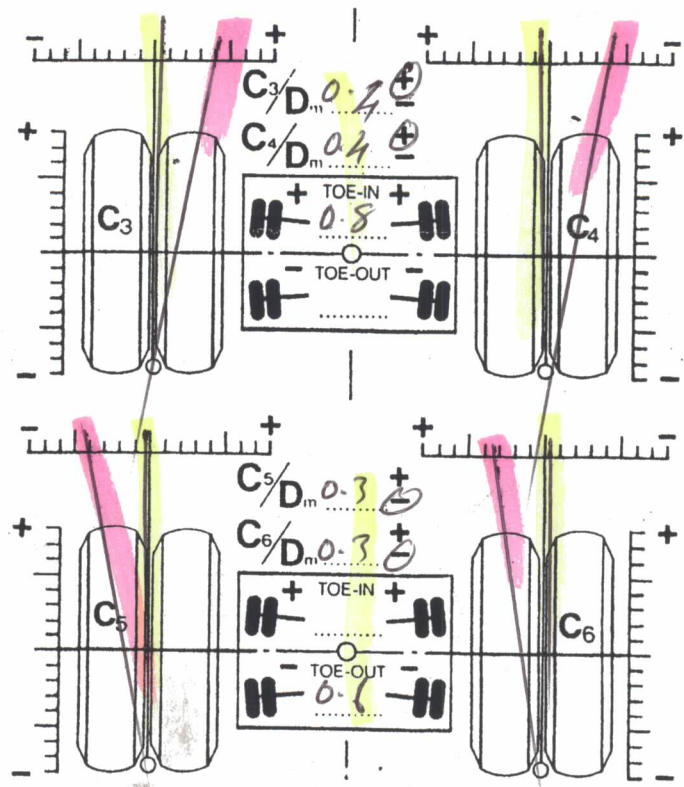 - + + -
C3/Dm 0.4 + -
+ C4/Dm 0.4 + - +
+ TOE-IN +
C3 0.8 C4
- TOE-OUT -
- -
- + + -
C5/Dm 0.3 + -
+ C6/Dm 0.3 + - +
+ TOE-IN +
C5 C6
- TOE-OUT -
0.6
- -